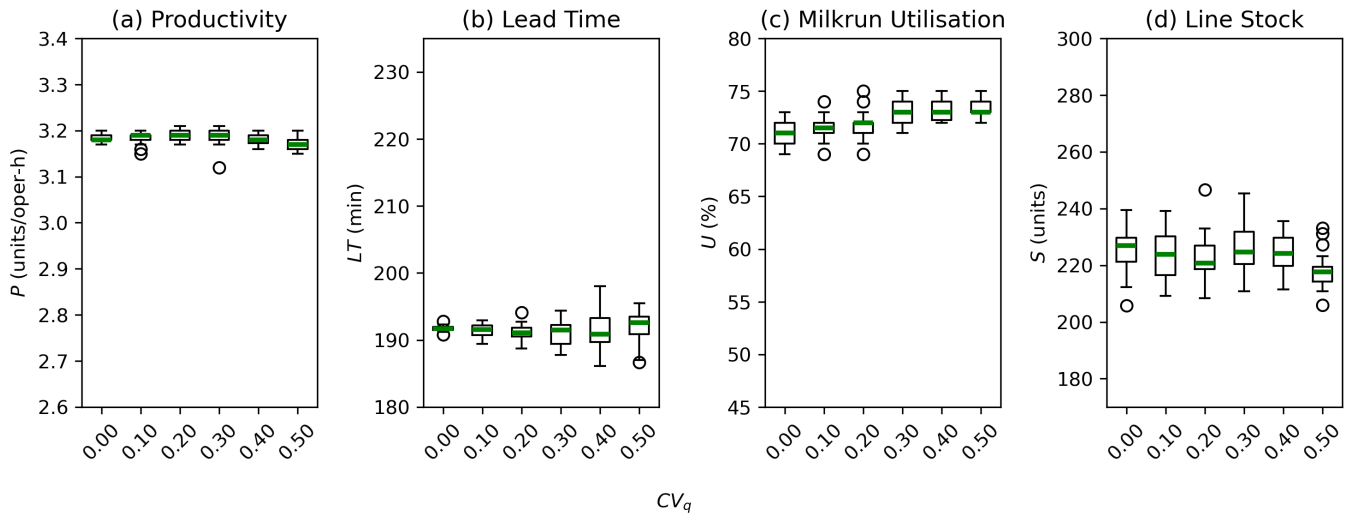 (a) Productivity
P (units/oper-h)
3.4
3.3
3.2
3.1
3.0
2.9
2.8
2.7
2.6
0.00 0.10 0.20 0.30 0.40 0.50
(b) Lead Time
LT (min)
230
220
210
200
190
180
0.00 0.10 0.20 0.30 0.40 0.50
(c) Milkrun Utilisation
U (%)
80
75
70
65
60
55
50
45
0.00 0.10 0.20 0.30 0.40 0.50
(d) Line Stock
S (units)
300
280
260
240
220
200
180
0.00 0.10 0.20 0.30 0.40 0.50
CVq